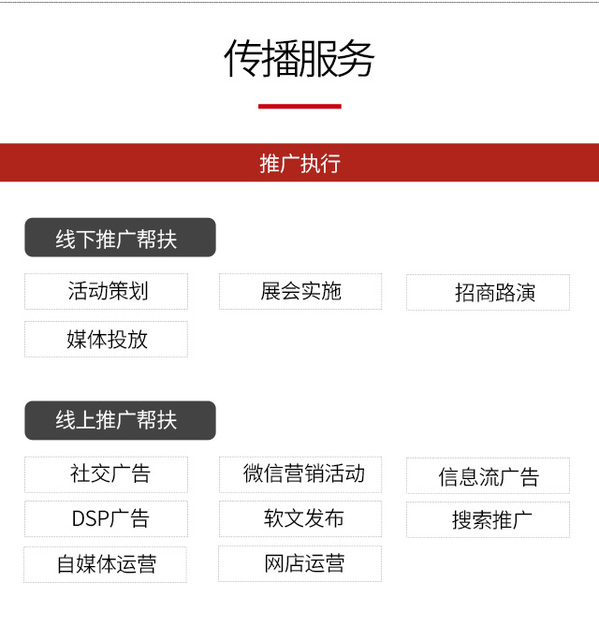 传播服务
推广执行
线下推广帮扶
活动策划 展会实施 招商路演
媒体投放
线上推广帮扶
社交广告 微信营销活动 信息流广告
DSP广告 软文发布 搜索推广
自媒体运营 网店运营